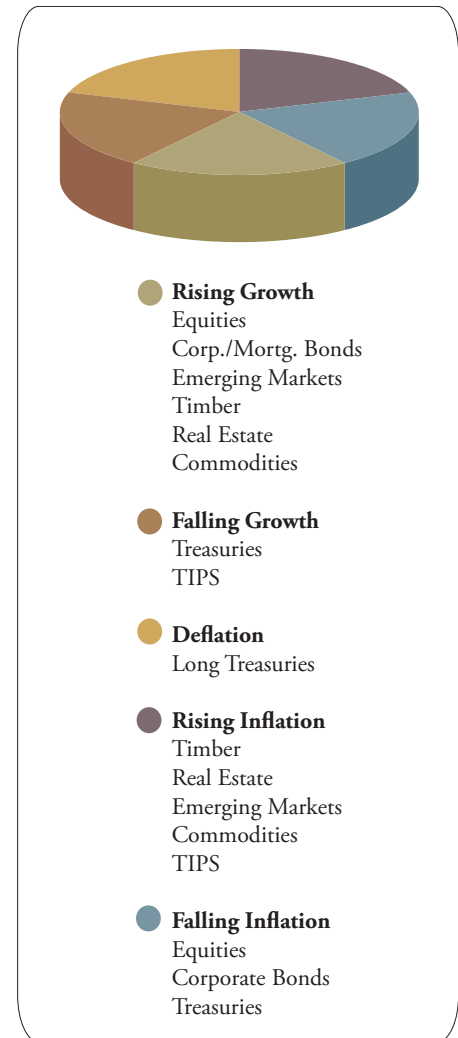 Rising Growth
Equities
Corp./Mortg. Bonds
Emerging Markets
Timber
Real Estate
Commodities
Falling Growth
Treasuries
TIPS
Deflation
Long Treasuries
Rising Inflation
Timber
Real Estate
Emerging Markets
Commodities
TIPS
Falling Inflation
Equities
Corporate Bonds
Treasuries